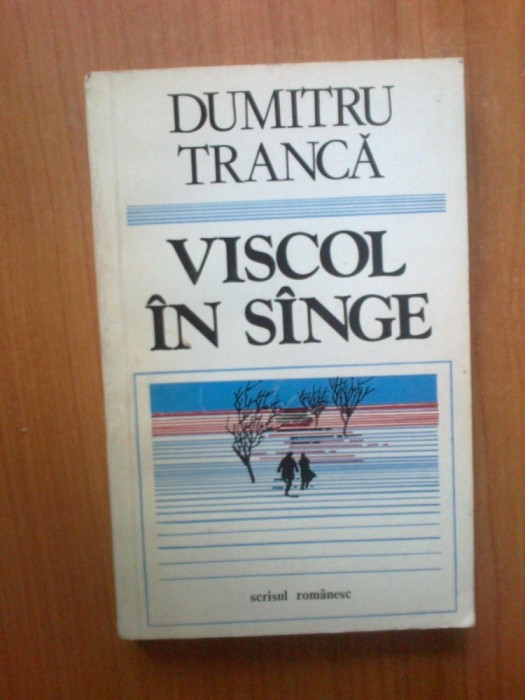 DUMITRU
TRANCĂ
VISCOL
ÎN SÎNGE
scrisul românesc